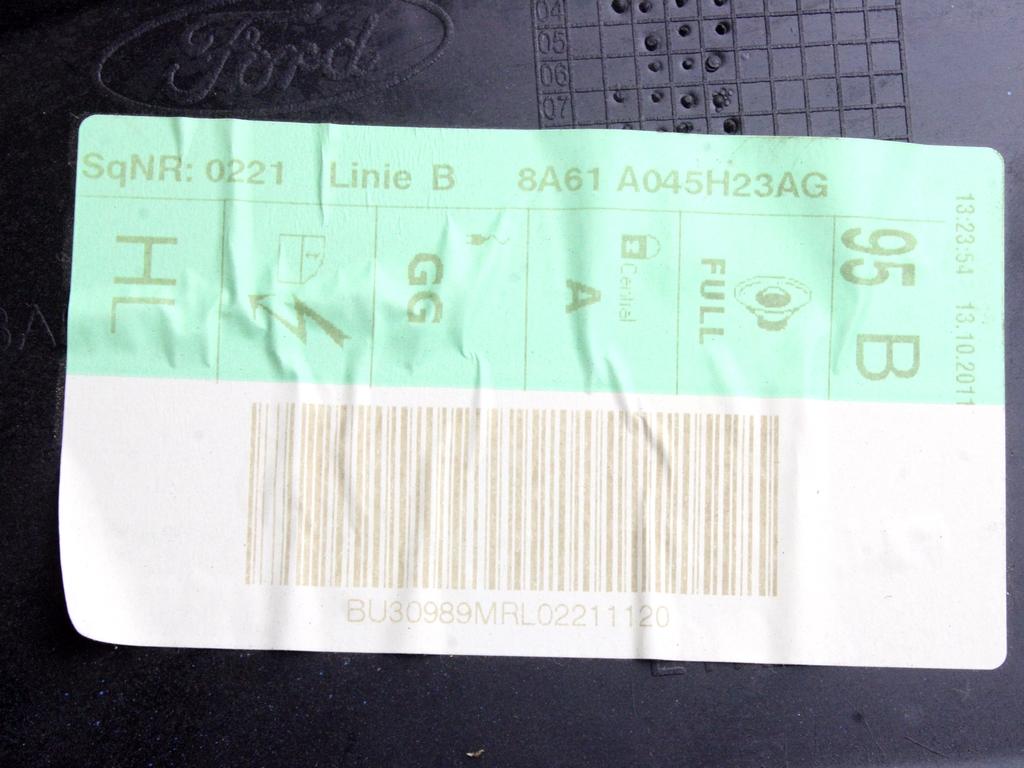 Ford
04
05
06
07
SqNR: 0221 Linie B 8A61 A045H23AG
HL
1
GG
Central
A
FULL
95 B
13:23:54 13.10.2011
BU30989MRL02211120